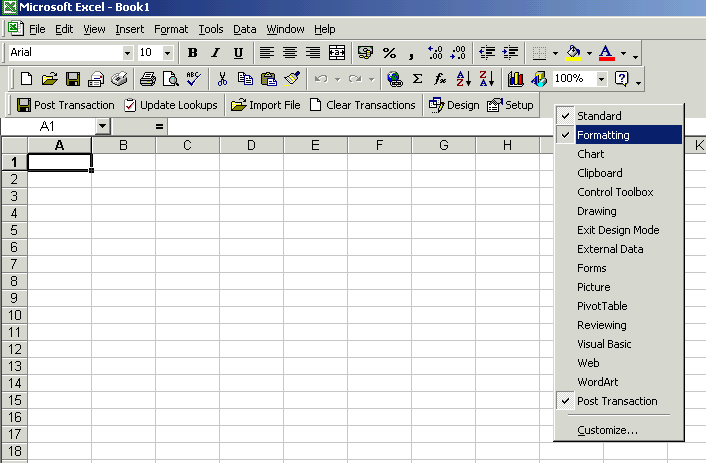 Microsoft Excel - Book1
File Edit View Insert Format Tools Data Window Help
Arial 10 B I U $ % , .00 .00
Σ fx A Z Z A 100% ?
Post Transaction Update Lookups Import File Clear Transactions Design Setup
A1 =
A B C D E F G H K
1
2
3
4
5
6
7
8
9
10
11
12
13
14
15
16
17
18
Standard
Formatting
Chart
Clipboard
Control Toolbox
Drawing
Exit Design Mode
External Data
Forms
Picture
PivotTable
Reviewing
Visual Basic
Web
WordArt
Post Transaction
Customize...